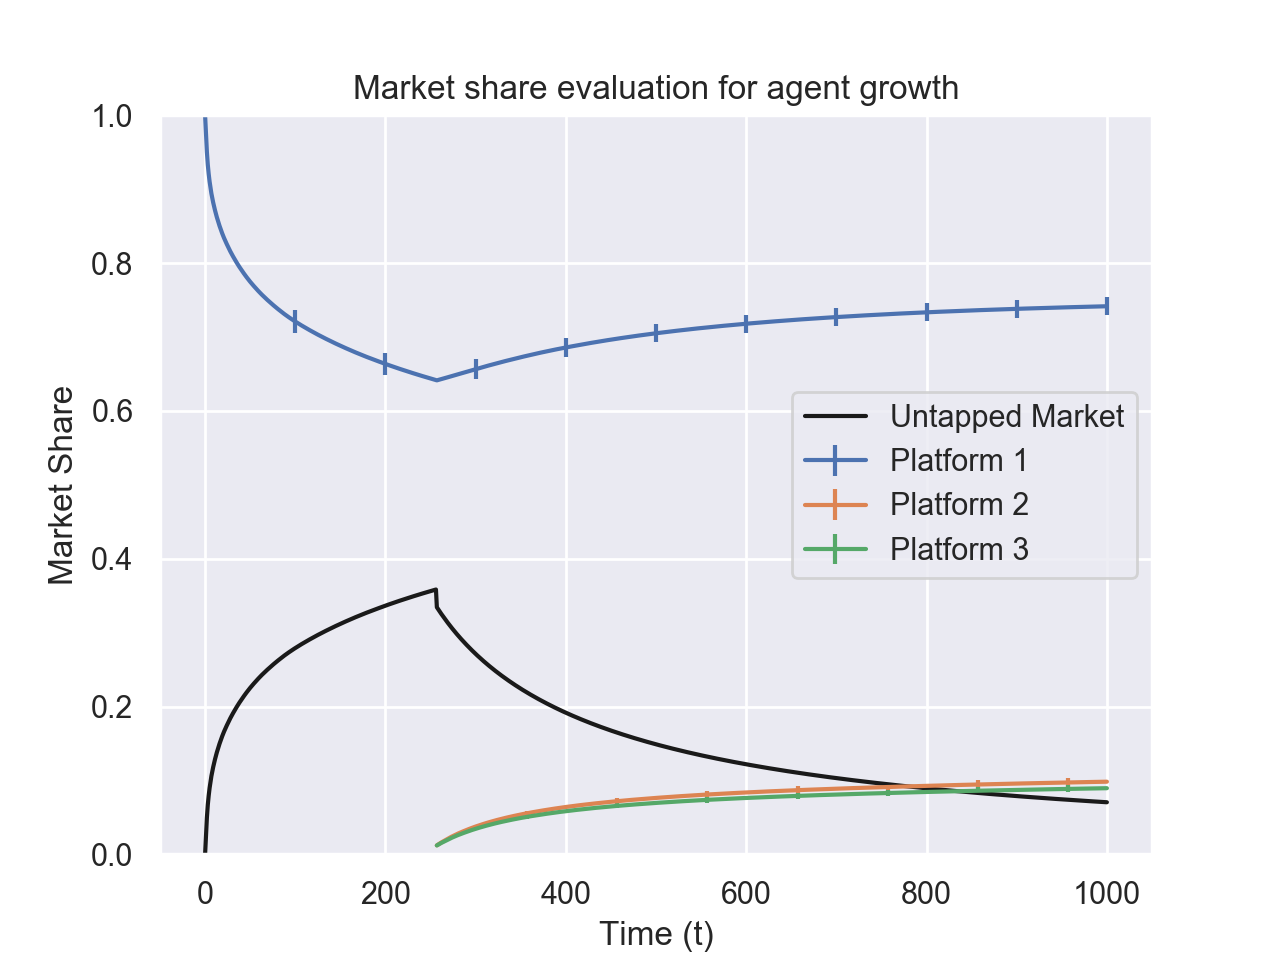 Market share evaluation for agent growth
1.0
0.8
0.6
0.4
0.2
0.0
Market Share
Untapped Market
Platform 1
Platform 2
Platform 3
0 200 400 600 800 1000
Time (t)